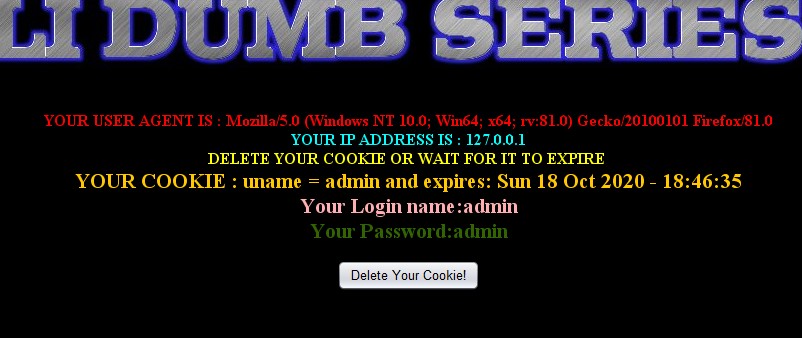 LI DUMB SERIES
YOUR USER AGENT IS : Mozilla/5.0 (Windows NT 10.0; Win64; x64; rv:81.0) Gecko/20100101 Firefox/81.0
YOUR IP ADDRESS IS : 127.0.0.1
DELETE YOUR COOKIE OR WAIT FOR IT TO EXPIRE
YOUR COOKIE : uname = admin and expires: Sun 18 Oct 2020 - 18:46:35
Your Login name:admin
Your Password:admin
Delete Your Cookie!